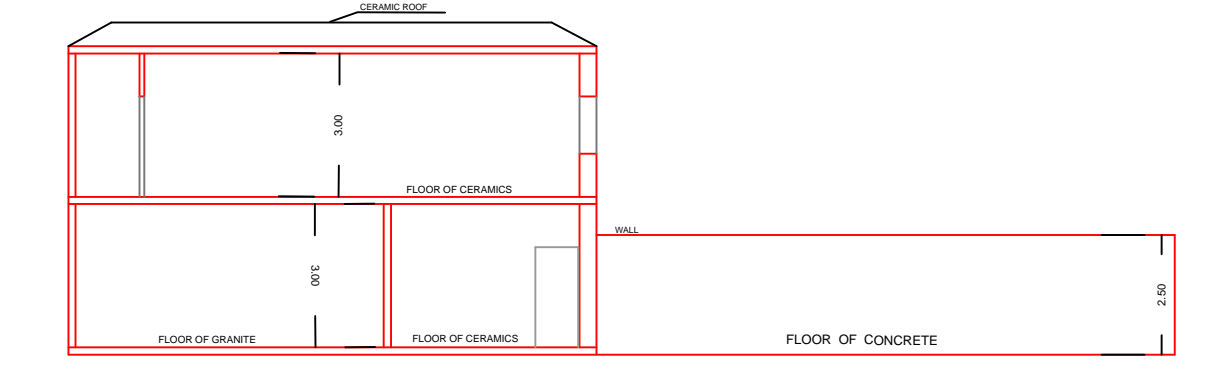 CERAMIC ROOF
3.00
FLOOR OF CERAMICS
WALL
3.00
2.50
FLOOR OF GRANITE
FLOOR OF CERAMICS
FLOOR OF CONCRETE